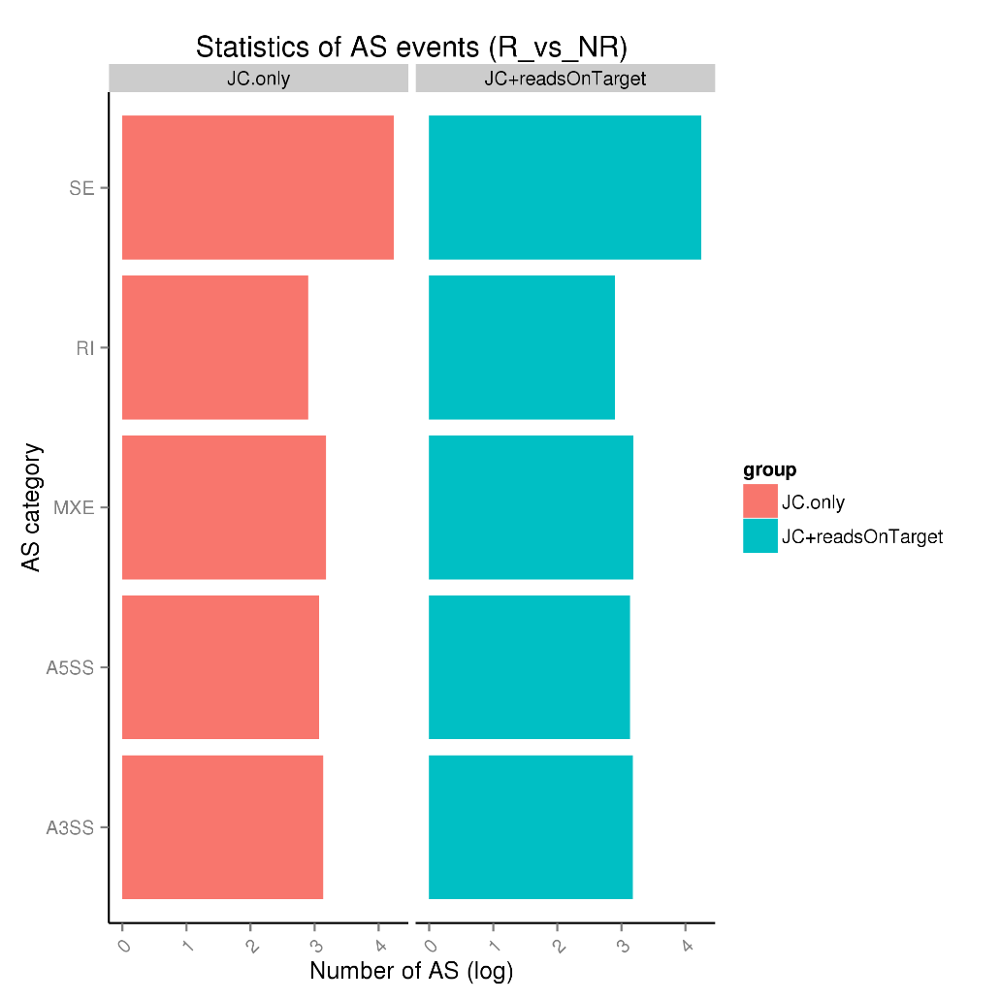 Statistics of AS events (R_vs_NR)
JC.only
JC+readsOnTarget
AS category
SE
RI
MXE
A5SS
A3SS
0 1 2 3 4
0 1 2 3 4
Number of AS (log)
group
JC.only
JC+readsOnTarget